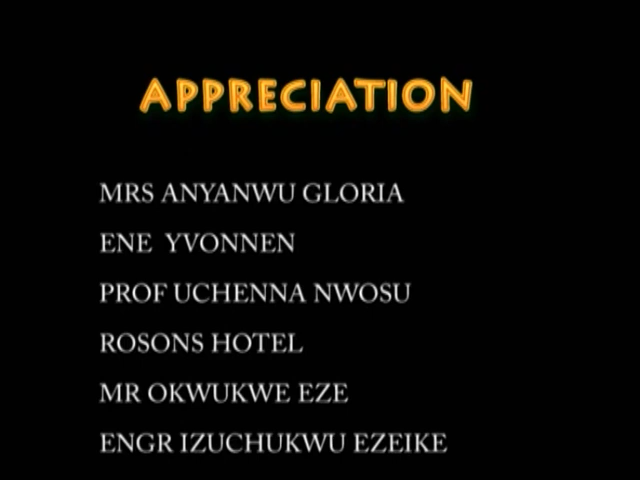 APPRECIATION
MRS ANYANWU GLORIA
ENE YVONNEN
PROF UCHENNA NWOSU
ROSONS HOTEL
MR OKWUKWE EZE
ENGR IZUCHUKWU EZEIKE